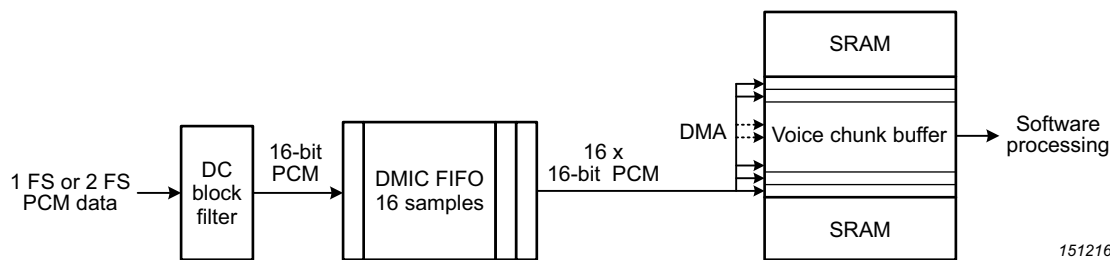 1 FS or 2 FS
PCM data
DC
block
filter
16-bit
PCM
DMIC FIFO
16 samples
16 x
16-bit PCM
DMA
SRAM
Voice chunk buffer
SRAM
Software
processing
151216